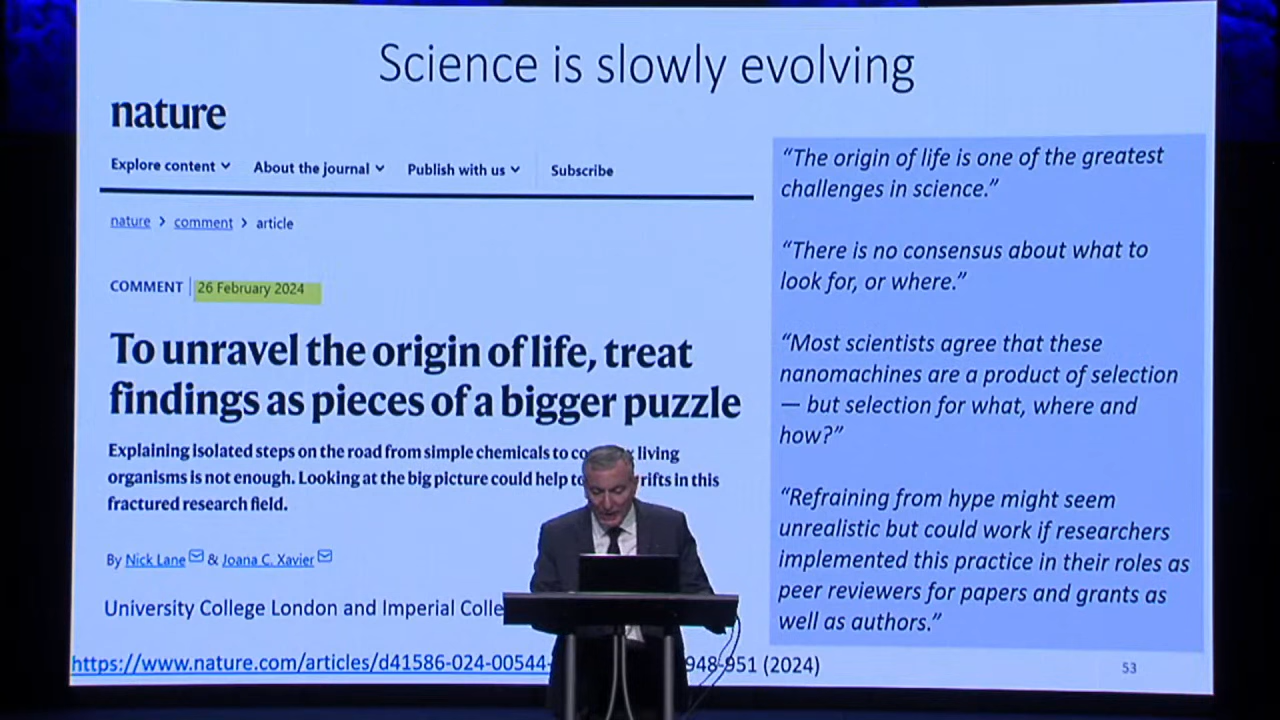 Science is slowly evolving
nature
Explore content About the journal Publish with us Subscribe
nature > comment > article
COMMENT | 26 February 2024
To unravel the origin of life, treat
findings as pieces of a bigger puzzle
Explaining isolated steps on the road from simple chemicals to living
organisms is not enough. Looking at the big picture could help rifts in this
fractured research field.
By Nick Lane & Joana C. Xavier
University College London and Imperial
https://www.nature.com/articles/d41586-024-00544- 948-951 (2024)
“The origin of life is one of the greatest
challenges in science.”
“There is no consensus about what to
look for, or where.”
“Most scientists agree that these
nanomachines are a product of selection
— but selection for what, where and
how?”
“Refraining from hype might seem
unrealistic but could work if researchers
implemented this practice in their roles as
peer reviewers for papers and grants as
well as authors.”
53